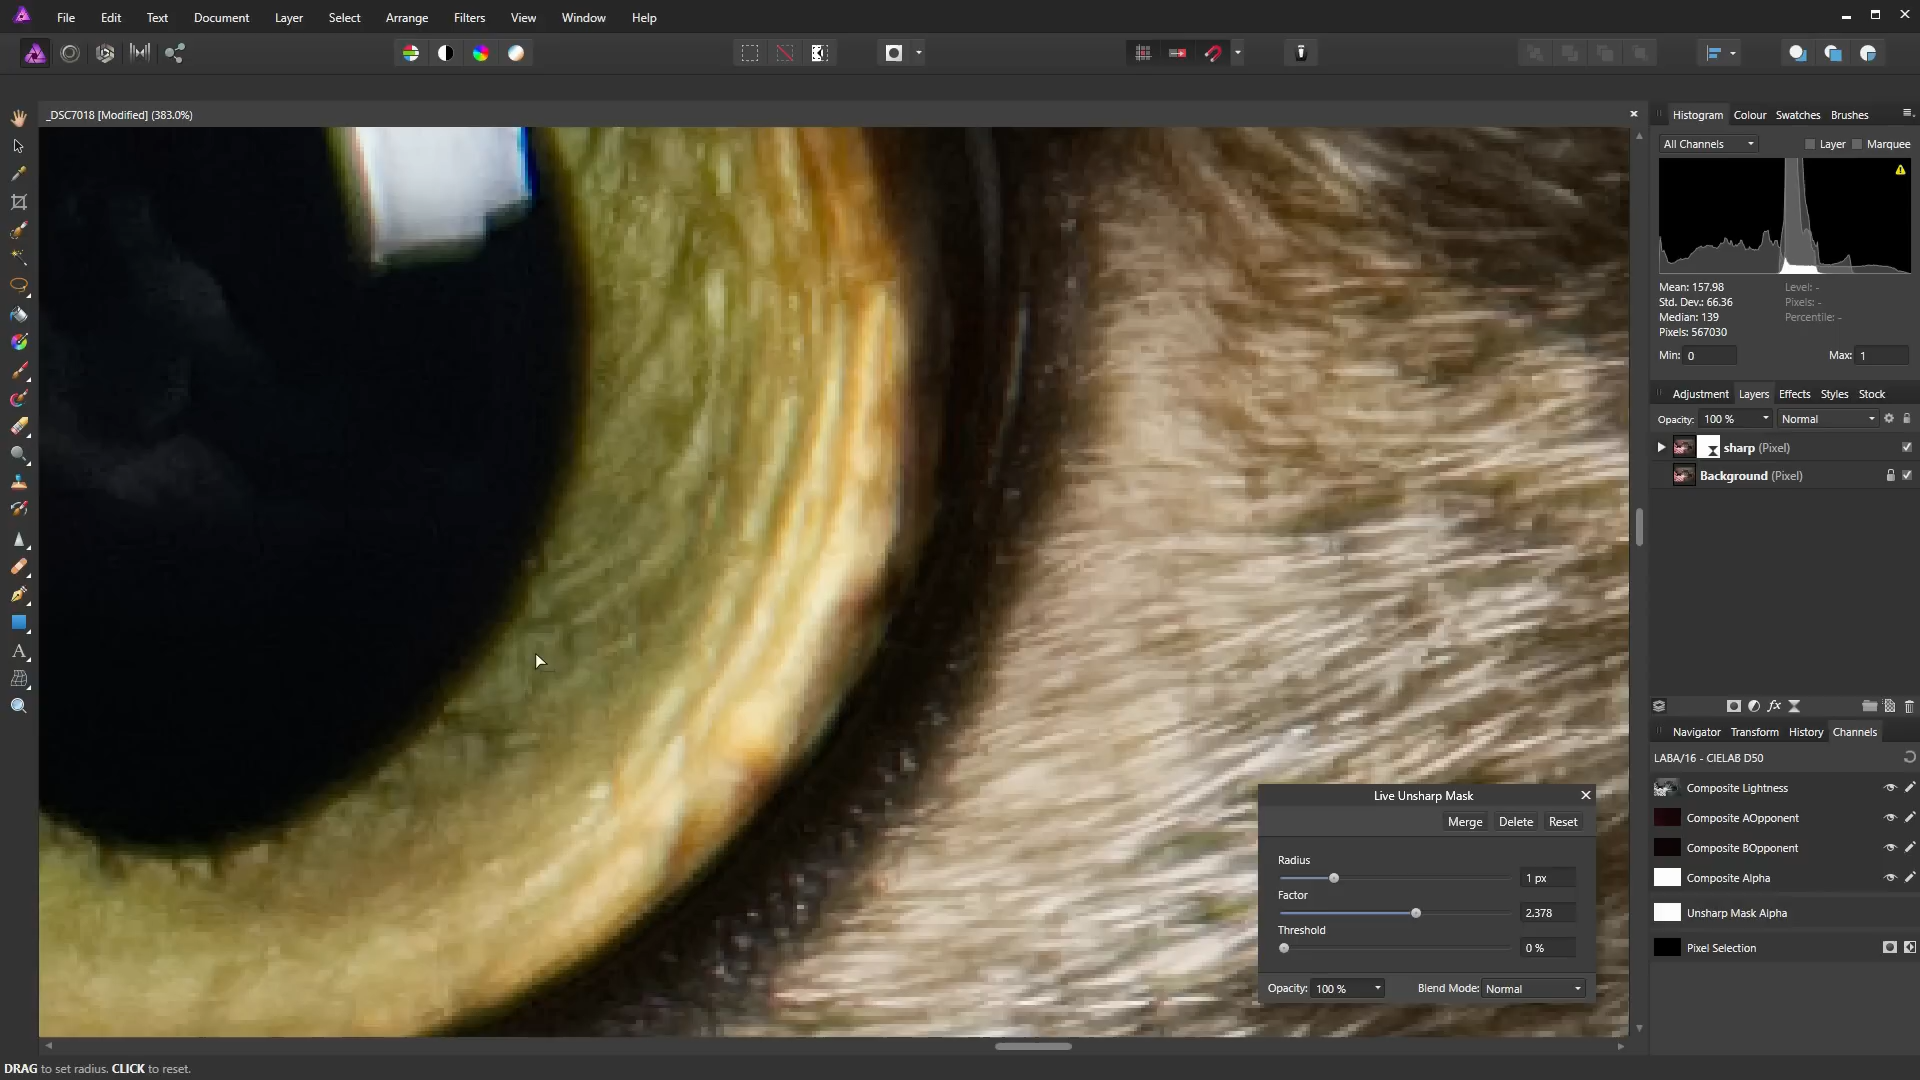 File Edit Text Document Layer Select Arrange Filters View Window Help
_DSC7018 [Modified] (383.0%)
Histogram Colour Swatches Brushes
All Channels Layer Marquee
Mean: 157.98 Level: -
Std. Dev.: 66.36 Pixels: -
Median: 139 Percentile: -
Pixels: 567030
Min: 0 Max: 1
Adjustment Layers Effects Styles Stock
Opacity: 100 % Normal
sharp (Pixel)
Background (Pixel)
fx
Navigator Transform History Channels
LABA/16 - CIELAB D50
Composite Lightness
Composite AOpponent
Composite BOpponent
Composite Alpha
Unsharp Mask Alpha
Pixel Selection
Live Unsharp Mask
Merge Delete Reset
Radius
1 px
Factor
2.378
Threshold
0 %
Opacity: 100 % Blend Mode: Normal
DRAG to set radius. CLICK to reset.